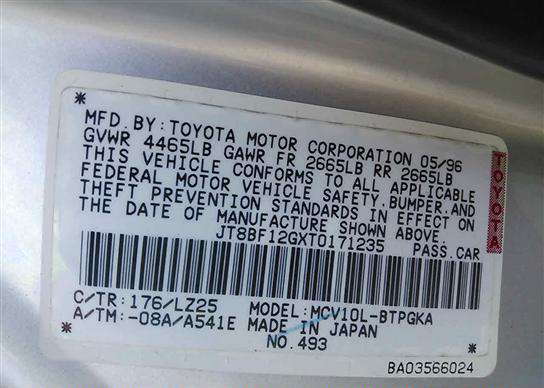 MFD. BY: TOYOTA MOTOR CORPORATION 05/96
GVWR 4465LB GAWR FR 2665LB RR 2665LB
THIS VEHICLE CONFORMS TO ALL APPLICABLE
FEDERAL MOTOR VEHICLE SAFETY, BUMPER, AND
THEFT PREVENTION STANDARDS IN EFFECT ON
THE DATE OF MANUFACTURE SHOWN ABOVE.
JT8BF12GXT0171235 PASS. CAR
TOYOTA
C/TR: 176/LZ25 MODEL: MCV10L-BTPGKA
A/TM: -08A/A541E MADE IN JAPAN
NO. 493
BA03566024